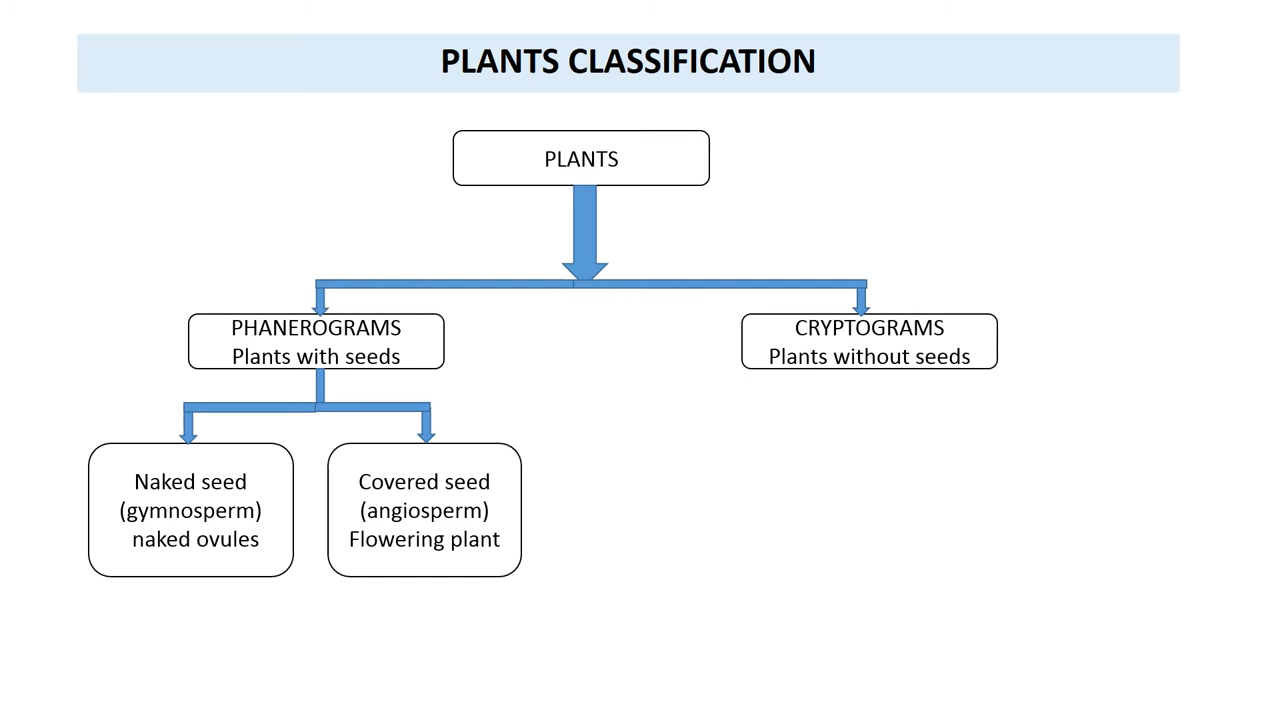 PLANTS CLASSIFICATION
PLANTS
PHANEROGRAMS
Plants with seeds
CRYPTOGRAMS
Plants without seeds
Naked seed
(gymnosperm)
naked ovules
Covered seed
(angiosperm)
Flowering plant